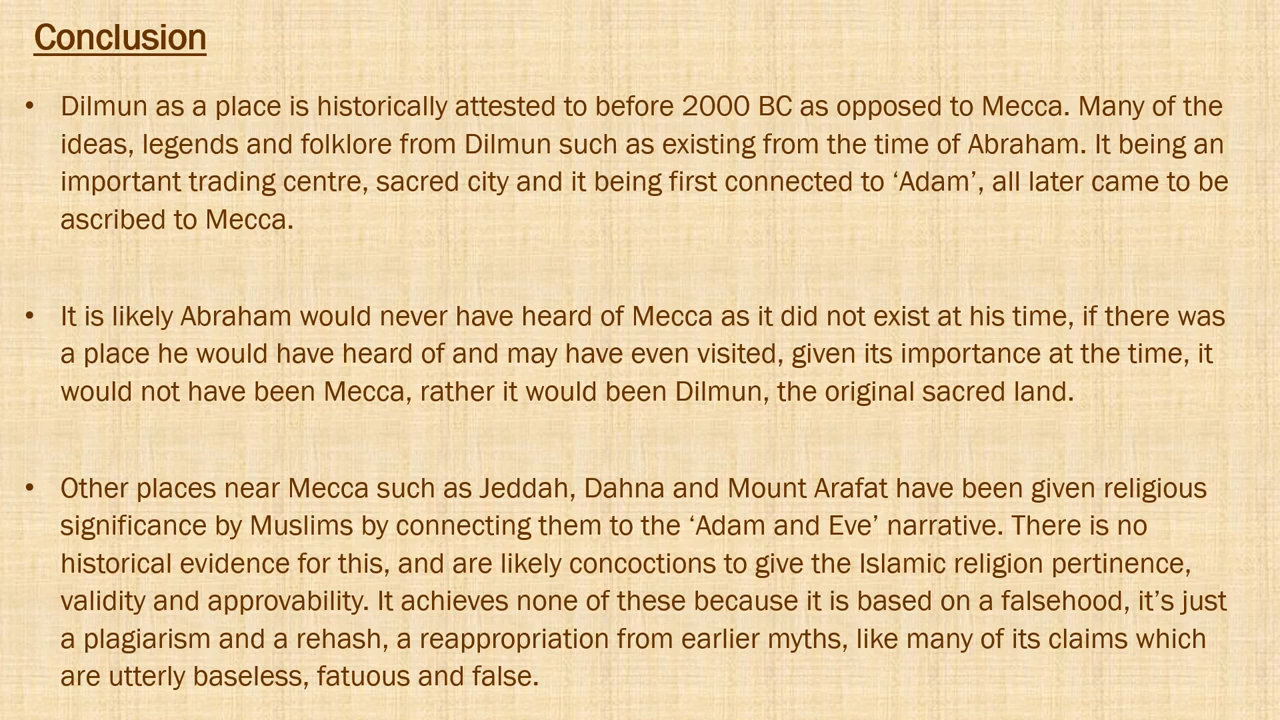 Conclusion
• Dilmun as a place is historically attested to before 2000 BC as opposed to Mecca. Many of the
ideas, legends and folklore from Dilmun such as existing from the time of Abraham. It being an
important trading centre, sacred city and it being first connected to ‘Adam’, all later came to be
ascribed to Mecca.
• It is likely Abraham would never have heard of Mecca as it did not exist at his time, if there was
a place he would have heard of and may have even visited, given its importance at the time, it
would not have been Mecca, rather it would been Dilmun, the original sacred land.
• Other places near Mecca such as Jeddah, Dahna and Mount Arafat have been given religious
significance by Muslims by connecting them to the ‘Adam and Eve’ narrative. There is no
historical evidence for this, and are likely concoctions to give the Islamic religion pertinence,
validity and approvability. It achieves none of these because it is based on a falsehood, it’s just
a plagiarism and a rehash, a reappropriation from earlier myths, like many of its claims which
are utterly baseless, fatuous and false.